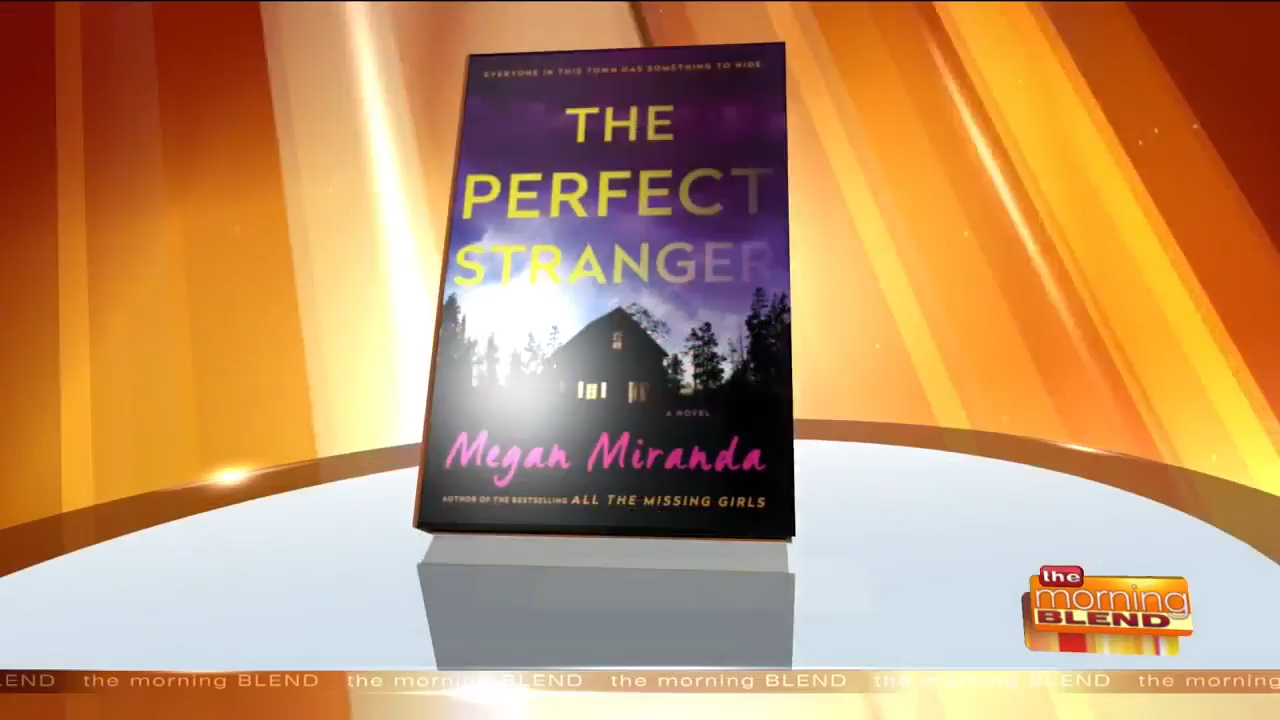 EVERYONE IN THIS TOWN HAS SOMETHING TO HIDE.
THE
PERFECT
STRANGER
A NOVEL
Megan Miranda
AUTHOR OF THE BESTSELLING ALL THE MISSING GIRLS
the
morning
BLEND
LEND the morning BLEND the morning BLEND the morning BLEND the morning BLEND the morning